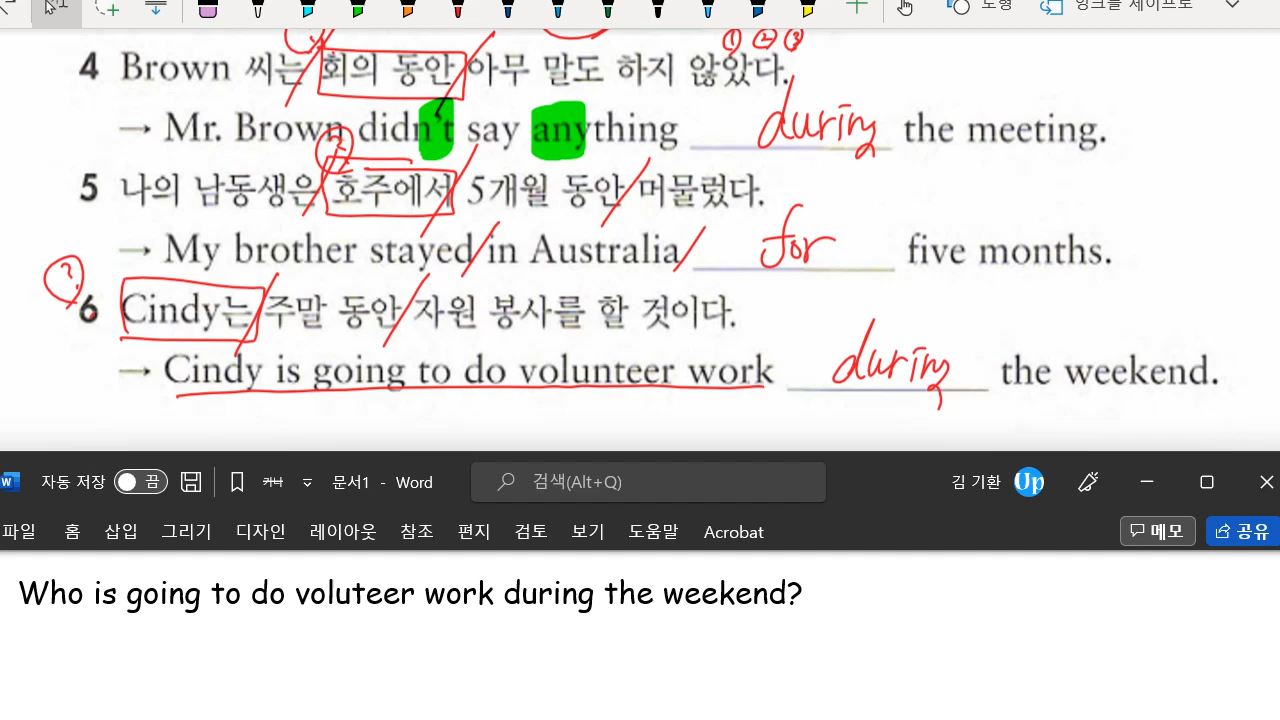 도형 잉크를 셰이프로
① ② ③
4 Brown 씨는 회의 동안 아무 말도 하지 않았다.
→ Mr. Brown didn't say anything during the meeting.
?
5 나의 남동생은 호주에서 5개월 동안 머물렀다.
→ My brother stayed in Australia for five months.
?
6 Cindy는 주말 동안 자원 봉사를 할 것이다.
→ Cindy is going to do volunteer work during the weekend.
자동 저장 끔 문서1 - Word 검색(Alt+Q) 김 기환 Up
파일 홈 삽입 그리기 디자인 레이아웃 참조 편지 검토 보기 도움말 Acrobat 메모 공유
Who is going to do voluteer work during the weekend?